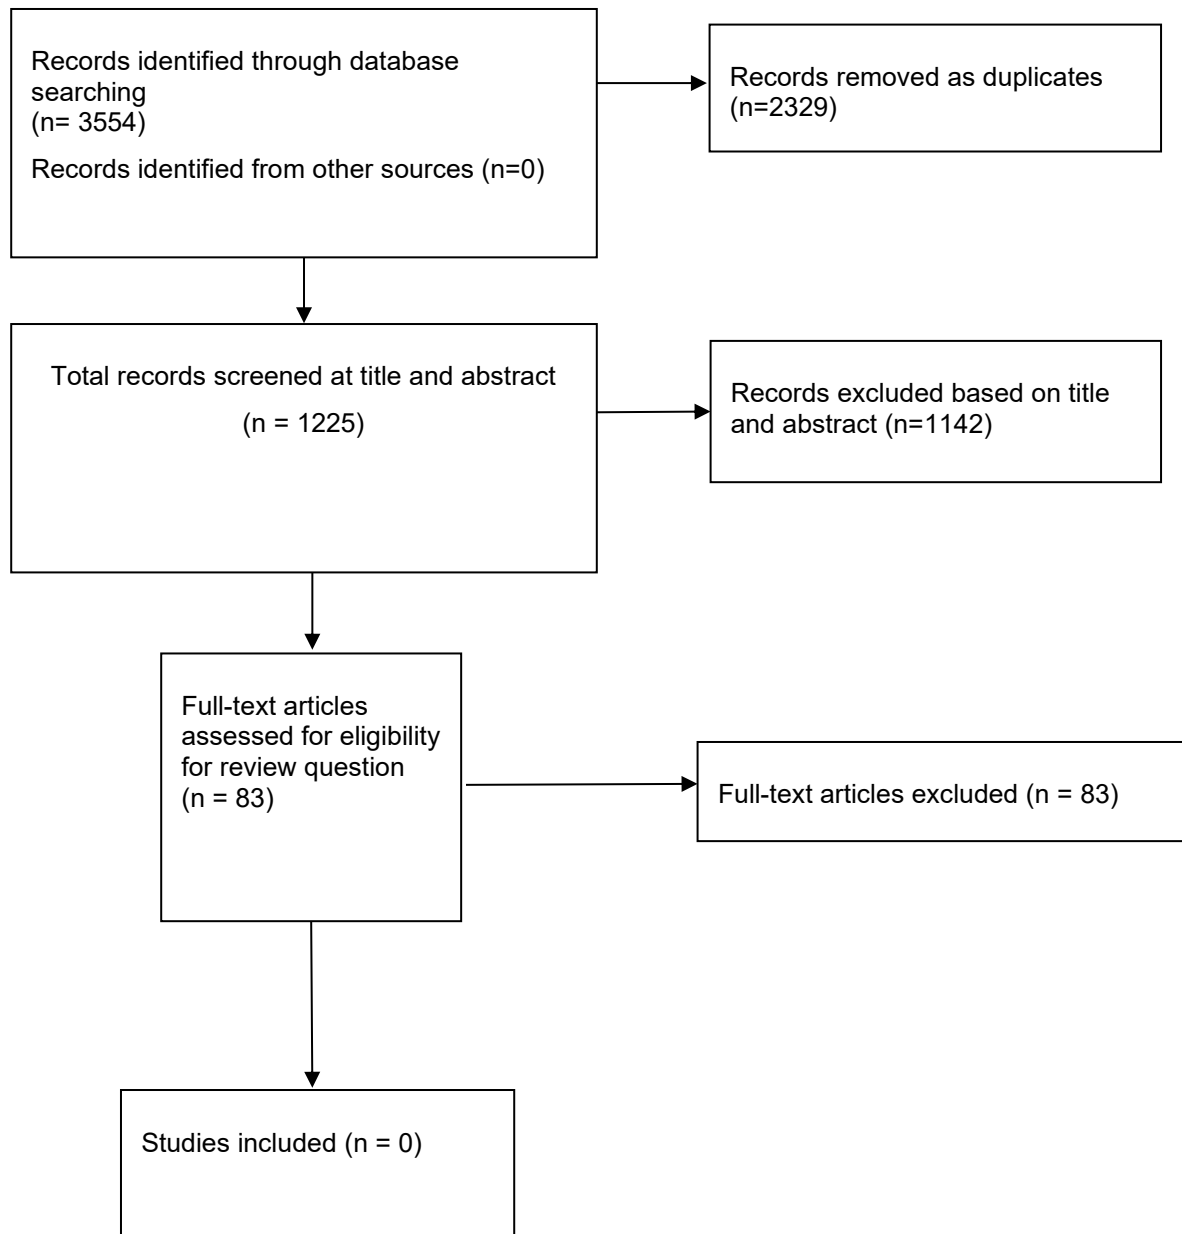 Records identified through database
searching
(n= 3554)
Records identified from other sources (n=0)
Records removed as duplicates
(n=2329)
Total records screened at title and abstract
(n = 1225)
Records excluded based on title
and abstract (n=1142)
Full-text articles
assessed for eligibility
for review question
(n = 83)
Full-text articles excluded (n = 83)
Studies included (n = 0)